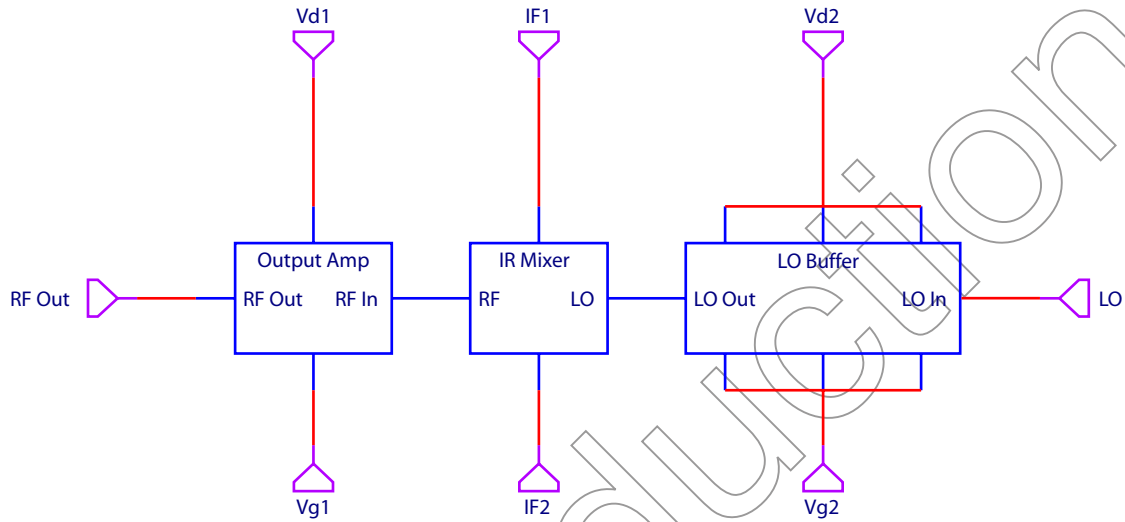 Vd1 IF1 Vd2
Output Amp IR Mixer LO Buffer
RF Out RF Out RF In RF LO LO Out LO In LO
Vg1 IF2 Vg2
duction